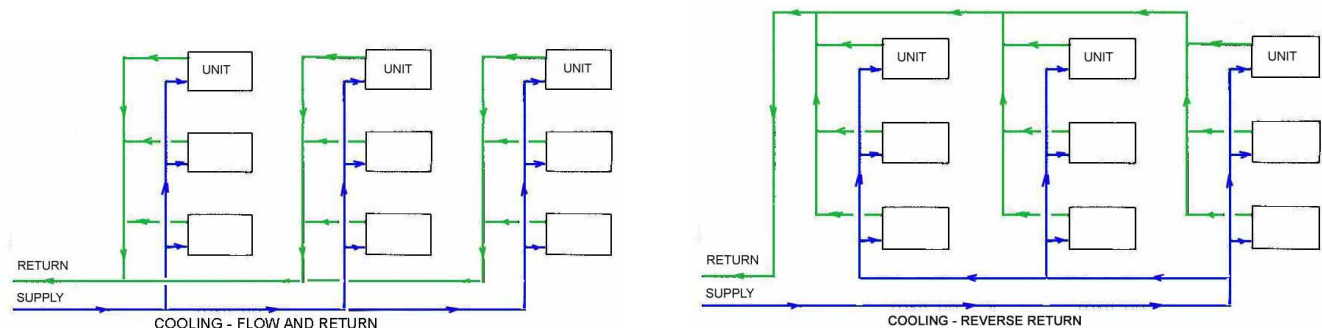 UNIT
UNIT
UNIT
RETURN
SUPPLY
COOLING - FLOW AND RETURN
UNIT
UNIT
UNIT
RETURN
SUPPLY
COOLING - REVERSE RETURN